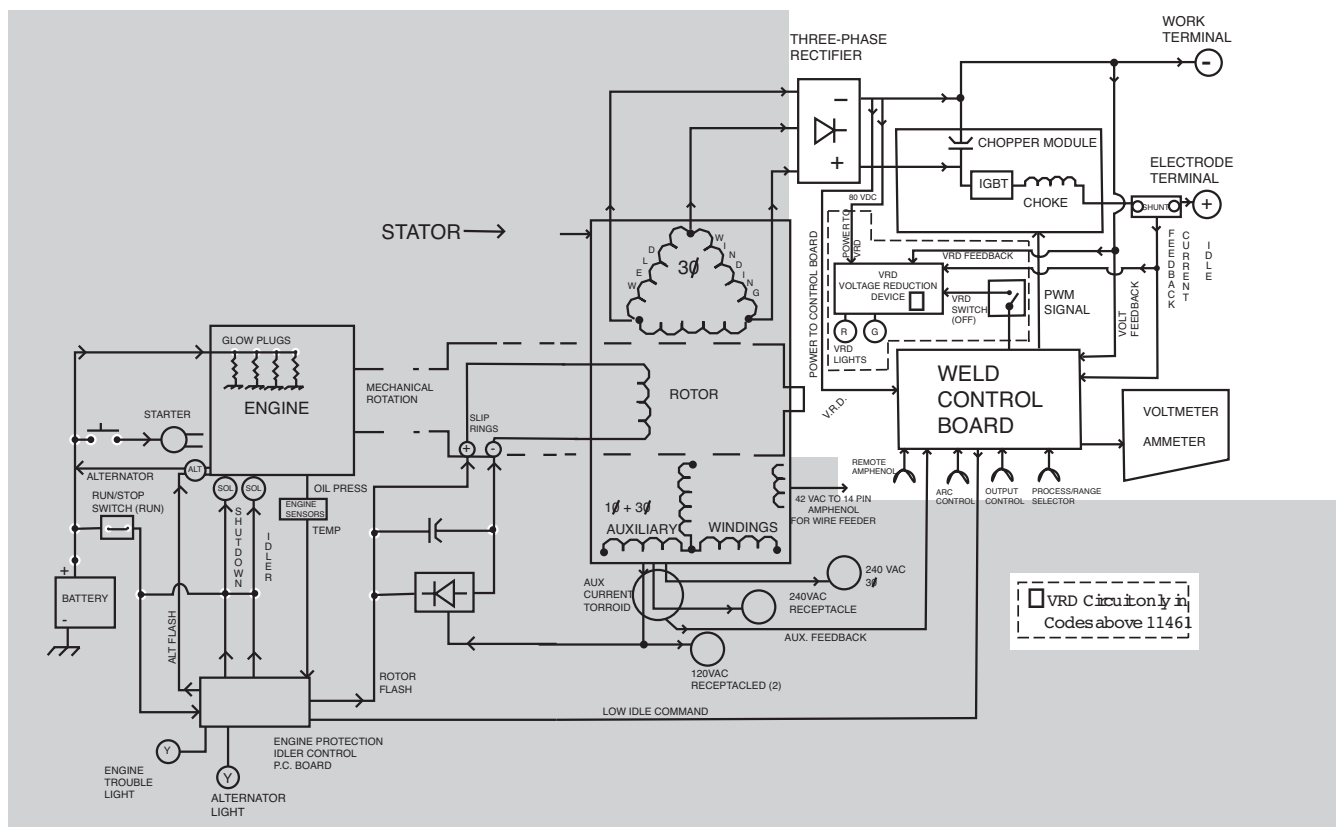 WORK
TERMINAL
-
THREE-PHASE
RECTIFIER
-
+
CHOPPER MODULE
IGBT
CHOKE
ELECTRODE
TERMINAL
SHUNT
+
80 VDC
STATOR
WELD WINDING
3Ø
POWER TO CONTROL BOARD
POWER TO
VRD
VRD FEEDBACK
VRD
VOLTAGE REDUCTION
DEVICE
VRD
SWITCH
(OFF)
R
G
VRD
LIGHTS
PWM
SIGNAL
VOLT
FEEDBACK
FEEDBACK
CURRENT
IDLE
GLOW PLUGS
ENGINE
MECHANICAL
ROTATION
SLIP
RINGS
+
-
ROTOR
V.R.D.
WELD
CONTROL
BOARD
VOLTMETER
AMMETER
STARTER
ALTERNATOR
ALT
RUN/STOP
SWITCH (RUN)
SOL
SOL
OIL PRESS
ENGINE
SENSORS
TEMP
SHUTDOWN
IDLER
1Ø + 3Ø
AUXILIARY
WINDINGS
42 VAC TO 14 PIN
AMPHENOL
FOR WIRE FEEDER
REMOTE
AMPHENOL
ARC
CONTROL
OUTPUT
CONTROL
PROCESS/RANGE
SELECTOR
+
BATTERY
-
ALT FLASH
AUX
CURRENT
TORROID
240 VAC
3Ø
240VAC
RECEPTACLE
AUX. FEEDBACK
120VAC
RECEPTACLED (2)
ROTOR
FLASH
LOW IDLE COMMAND
ENGINE PROTECTION
IDLER CONTROL
P.C. BOARD
Y
ENGINE
TROUBLE
LIGHT
Y
ALTERNATOR
LIGHT
VRD Circuit only in
Codes above 11461